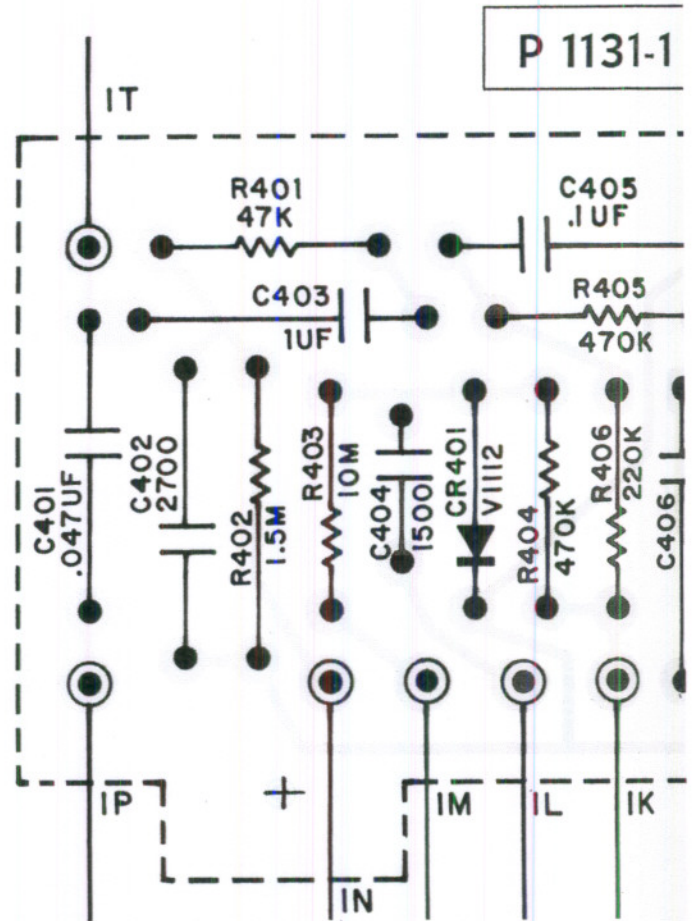 P 1131-1
IT
R401
47K
C405
.1UF
C403
1UF
R405
470K
C401
.047UF
C402
2700
R402
1.5M
R403
10M
C404
1500
CR401
V1112
R404
470K
R406
220K
C406
IP
IN
IM
IL
IK